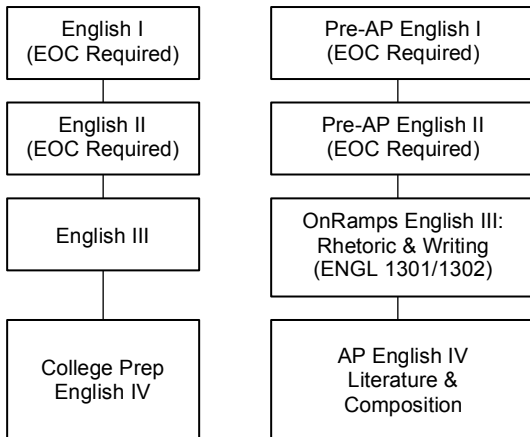 English I
(EOC Required)
Pre-AP English I
(EOC Required)
English II
(EOC Required)
Pre-AP English II
(EOC Required)
English III
OnRamps English III:
Rhetoric & Writing
(ENGL 1301/1302)
College Prep
English IV
AP English IV
Literature &
Composition